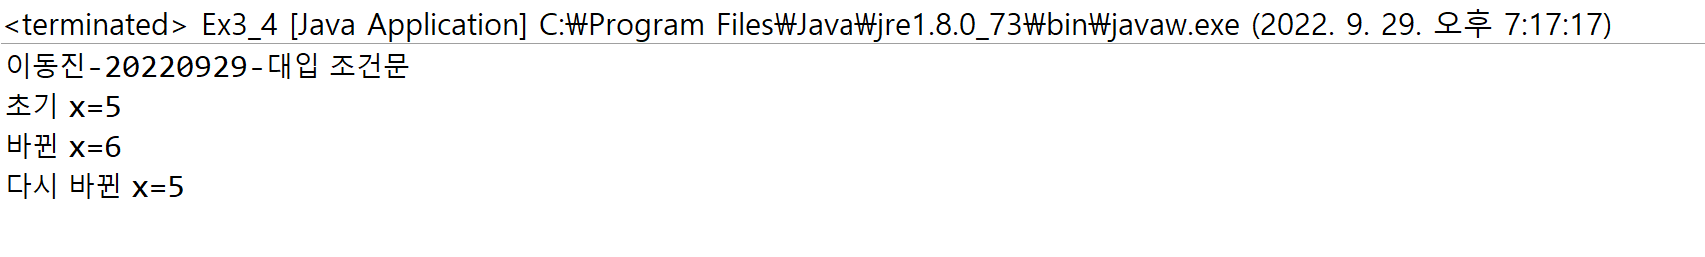 <terminated> Ex3_4 [Java Application] C:₩Program Files₩Java₩jre1.8.0_73₩bin₩javaw.exe (2022. 9. 29. 오후 7:17:17)
이동진-20220929-대입 조건문
초기 x=5
바뀐 x=6
다시 바뀐 x=5